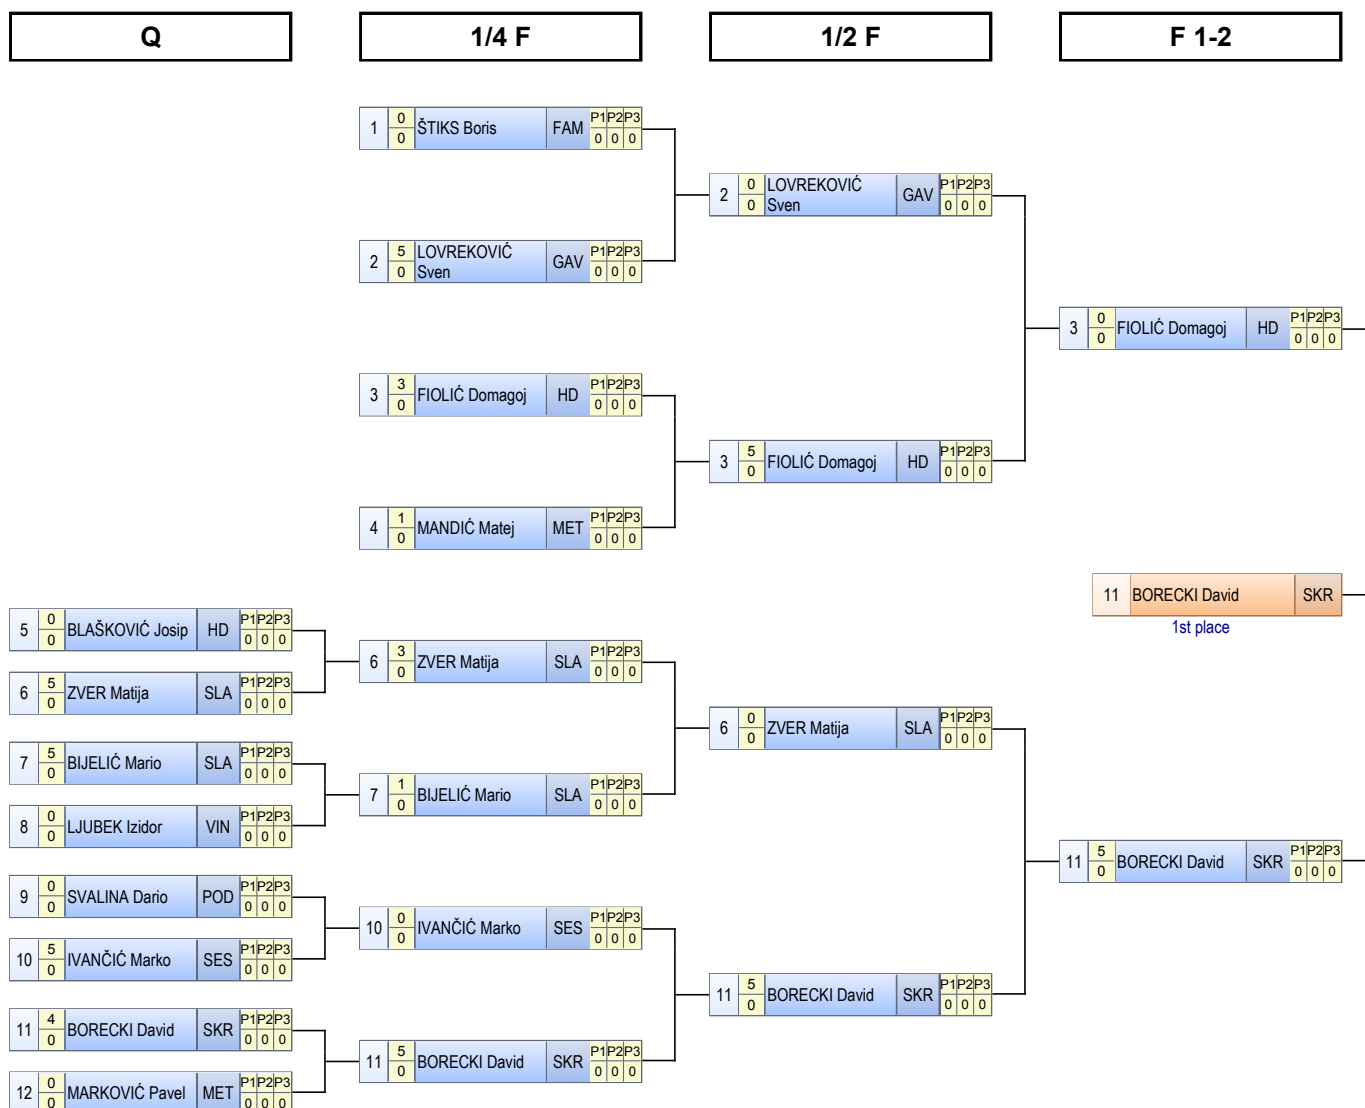 Q
1/4 F
1/2 F
F 1-2
1 0 ŠTIKS Boris FAM P1 P2 P3
0 0 0 0
2 0 LOVREKOVIĆ GAV P1 P2 P3
0 Sven 0 0 0
2 5 LOVREKOVIĆ GAV P1 P2 P3
0 Sven 0 0 0
3 0 FIOLIĆ Domagoj HD P1 P2 P3
0 0 0 0
3 3 FIOLIĆ Domagoj HD P1 P2 P3
0 0 0 0
3 5 FIOLIĆ Domagoj HD P1 P2 P3
0 0 0 0
4 1 MANDIĆ Matej MET P1 P2 P3
0 0 0 0
11 BORECKI David SKR
1st place
5 0 BLAŠKOVIĆ Josip HD P1 P2 P3
0 0 0 0
6 3 ZVER Matija SLA P1 P2 P3
0 0 0 0
6 5 ZVER Matija SLA P1 P2 P3
0 0 0 0
6 0 ZVER Matija SLA P1 P2 P3
0 0 0 0
7 5 BIJELIĆ Mario SLA P1 P2 P3
0 0 0 0
7 1 BIJELIĆ Mario SLA P1 P2 P3
0 0 0 0
8 0 LJUBEK Izidor VIN P1 P2 P3
0 0 0 0
11 5 BORECKI David SKR P1 P2 P3
0 0 0 0
9 0 SVALINA Dario POD P1 P2 P3
0 0 0 0
10 0 IVANČIĆ Marko SES P1 P2 P3
0 0 0 0
10 5 IVANČIĆ Marko SES P1 P2 P3
0 0 0 0
11 5 BORECKI David SKR P1 P2 P3
0 0 0 0
11 4 BORECKI David SKR P1 P2 P3
0 0 0 0
11 5 BORECKI David SKR P1 P2 P3
0 0 0 0
12 0 MARKOVIĆ Pavel MET P1 P2 P3
0 0 0 0